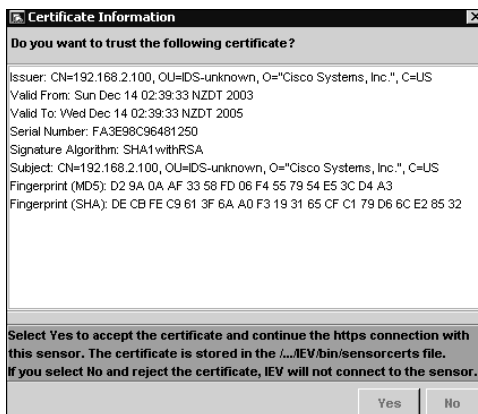 Certificate Information
Do you want to trust the following certificate?
Issuer: CN=192.168.2.100, OU=IDS-unknown, O="Cisco Systems, Inc.", C=US
Valid From: Sun Dec 14 02:39:33 NZDT 2003
Valid To: Wed Dec 14 02:39:33 NZDT 2005
Serial Number: FA3E98C96481250
Signature Algorithm: SHA1withRSA
Subject: CN=192.168.2.100, OU=IDS-unknown, O="Cisco Systems, Inc.", C=US
Fingerprint (MD5): D2 9A 0A AF 33 58 FD 06 F4 55 79 54 E5 3C D4 A3
Fingerprint (SHA): DE CB FE C9 61 3F 6A A0 F3 19 31 65 CF C1 79 D6 6C E2 85 32
Select Yes to accept the certificate and continue the https connection with
this sensor. The certificate is stored in the /.../IEV/bin/sensorcerts file.
If you select No and reject the certificate, IEV will not connect to the sensor.
Yes No